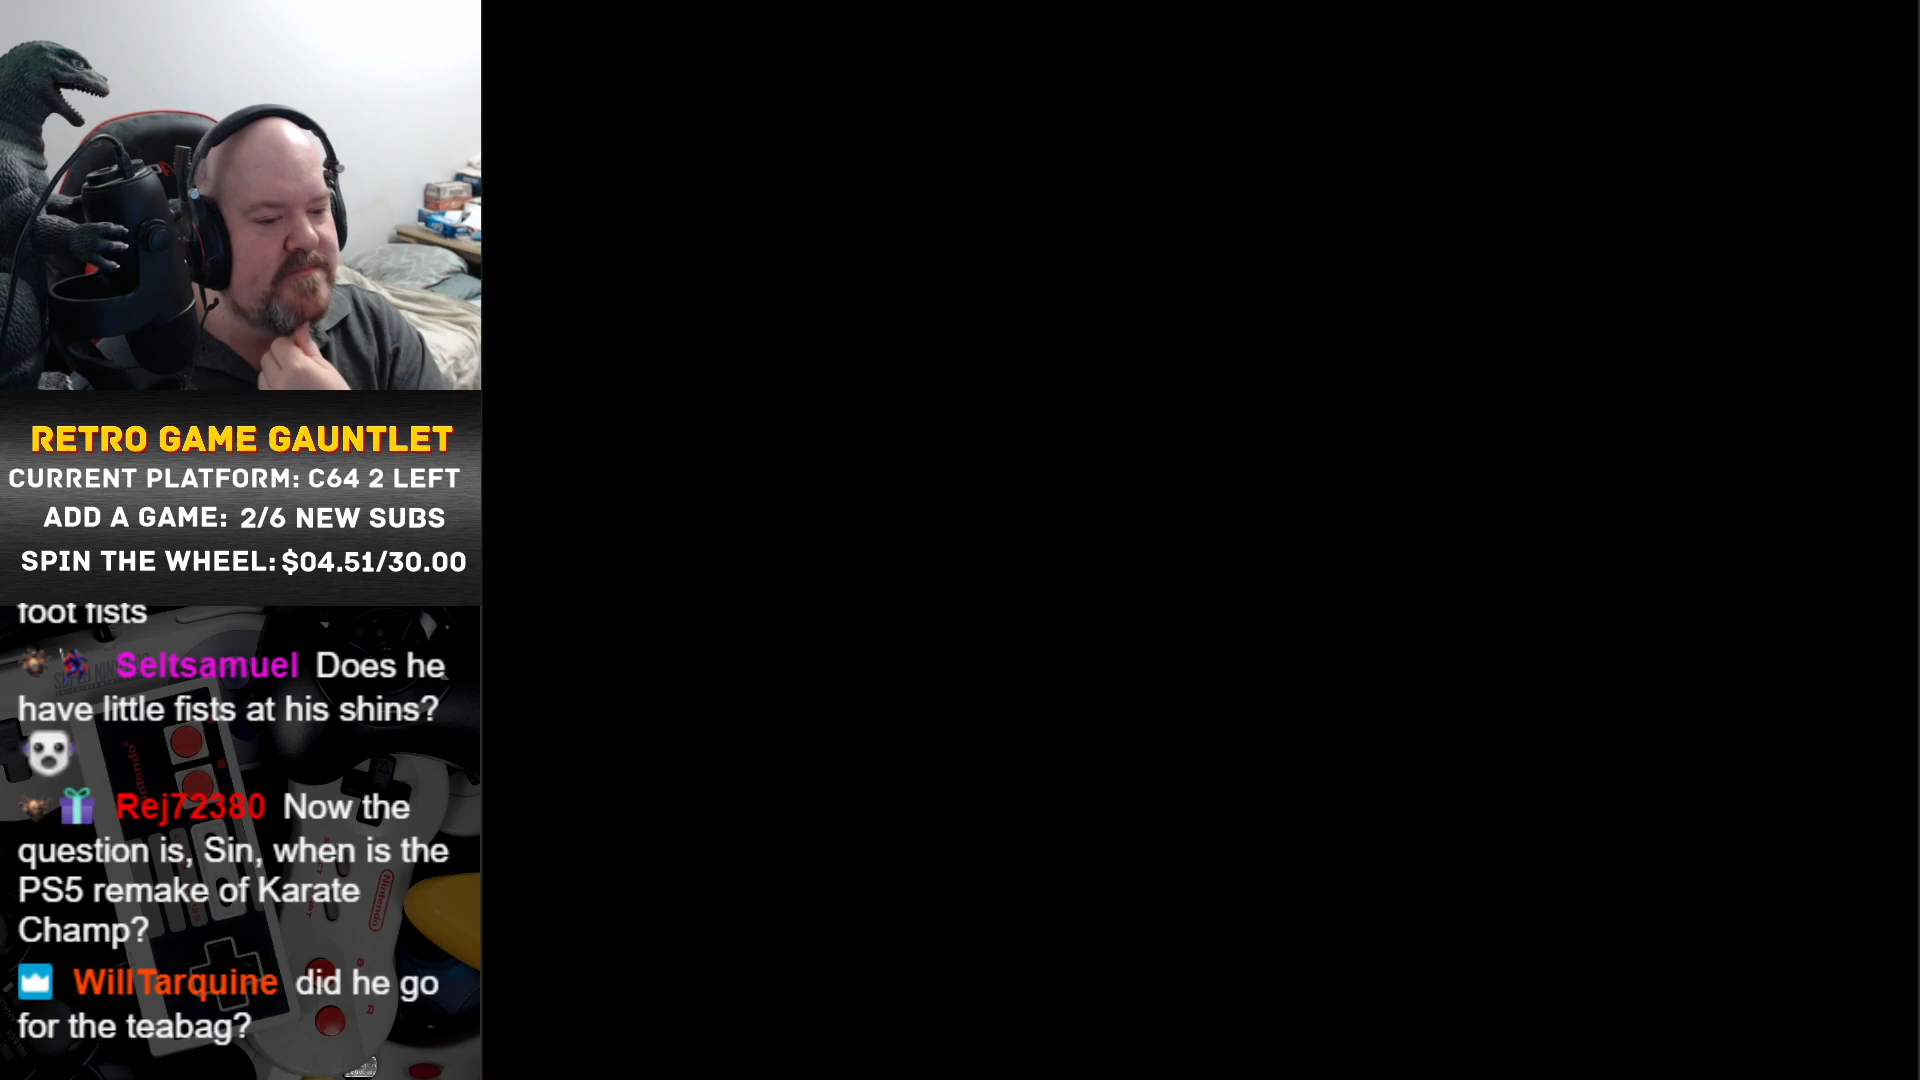 RETRO GAME GAUNTLET
CURRENT PLATFORM: C64 2 LEFT
ADD A GAME: 2/6 NEW SUBS
SPIN THE WHEEL: $04.51/30.00
foot fists
Seltsamuel Does he
have little fists at his shins?
Rej72380 Now the
question is, Sin, when is the
PS5 remake of Karate
Champ?
WillTarquine did he go
for the teabag?
Nintendo
Nintendo